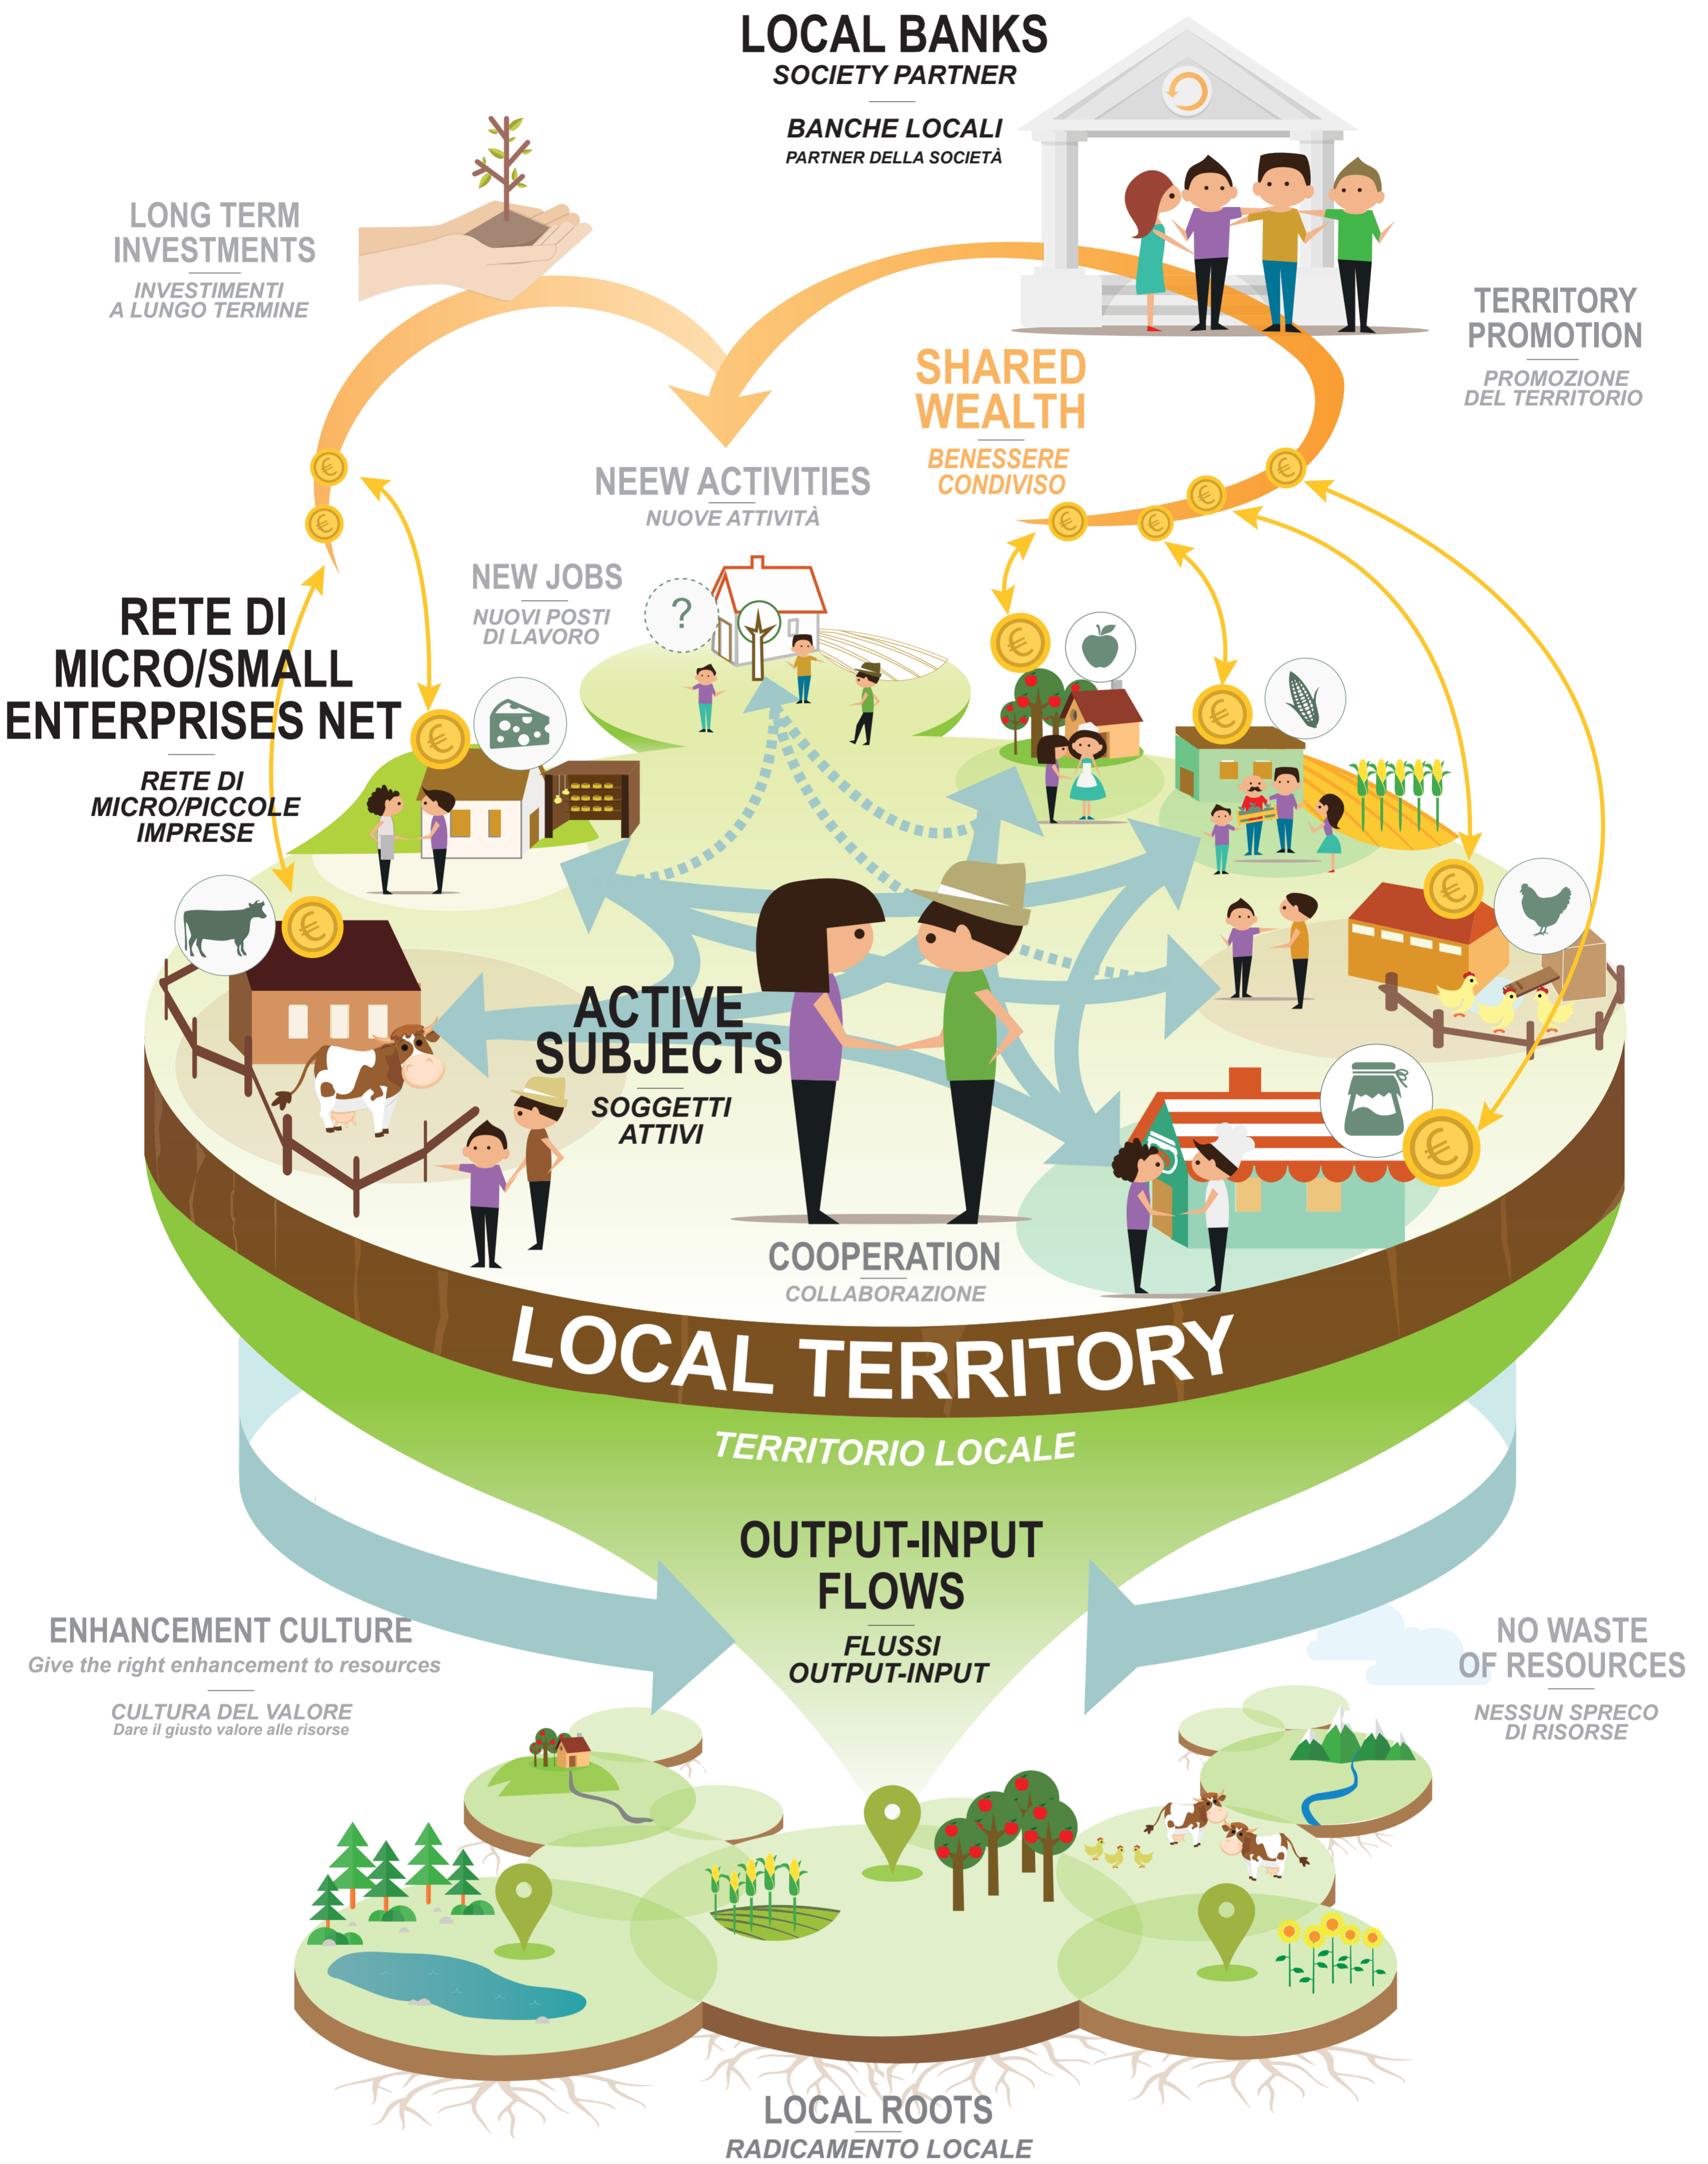 LOCAL BANKS
SOCIETY PARTNER
BANCHE LOCALI
PARTNER DELLA SOCIETÀ
LONG TERM
INVESTMENTS
INVESTIMENTI
A LUNGO TERMINE
TERRITORY
PROMOTION
PROMOZIONE
DEL TERRITORIO
SHARED
WEALTH
BENESSERE
CONDIVISO
NEEW ACTIVITIES
NUOVE ATTIVITÀ
NEW JOBS
NUOVI POSTI
DI LAVORO
?
RETE DI
MICRO/SMALL
ENTERPRISES NET
RETE DI
MICRO/PICCOLE
IMPRESE
€
€
€
€
€
€
€
€
€
€
€
€
ACTIVE
SUBJECTS
SOGGETTI
ATTIVI
COOPERATION
COLLABORAZIONE
LOCAL TERRITORY
TERRITORIO LOCALE
OUTPUT-INPUT
FLOWS
FLUSSI
OUTPUT-INPUT
ENHANCEMENT CULTURE
Give the right enhancement to resources
CULTURA DEL VALORE
Dare il giusto valore alle risorse
NO WASTE
OF RESOURCES
NESSUN SPRECO
DI RISORSE
LOCAL ROOTS
RADICAMENTO LOCALE